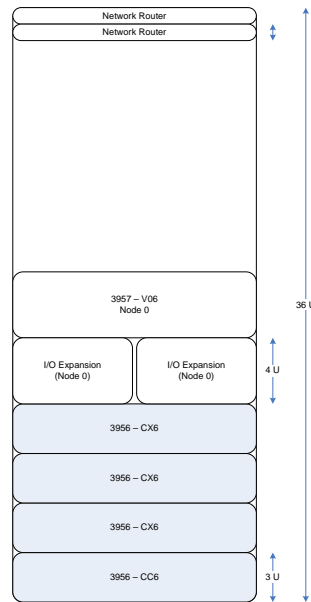 Network Router
Network Router
3957 – V06
Node 0
36 U
I/O Expansion
(Node 0)
I/O Expansion
(Node 0)
4 U
3956 – CX6
3956 – CX6
3956 – CX6
3956 – CC6
3 U